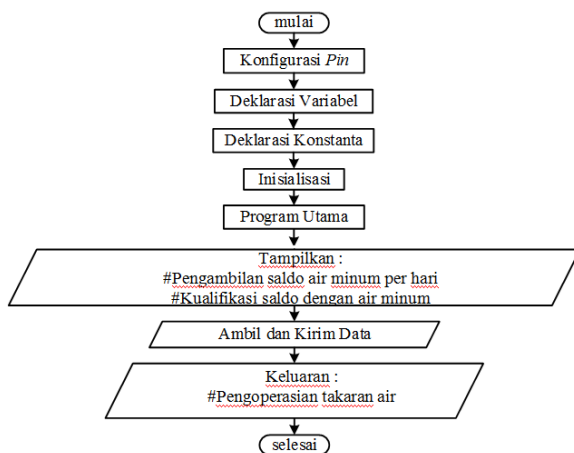 mulai
Konfigurasi Pin
Deklarasi Variabel
Deklarasi Konstanta
Inisialisasi
Program Utama
Tampilkan :
#Pengambilan saldo air minum per hari
#Kualifikasi saldo dengan air minum
Ambil dan Kirim Data
Keluaran :
#Pengoperasian takaran air
selesai